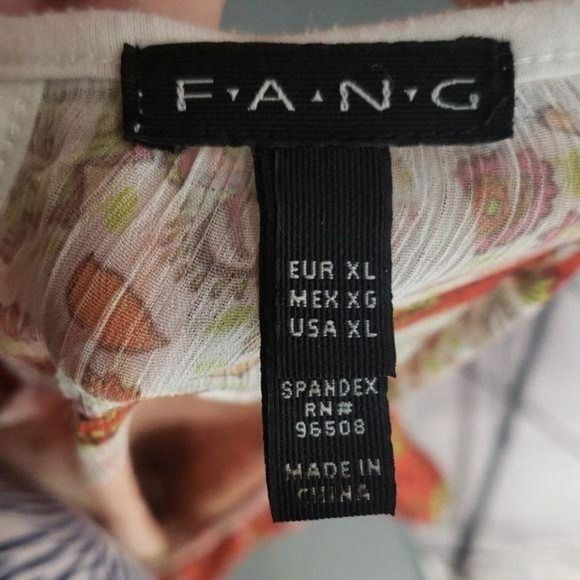 F▾A▴N▾G
EUR XL
MEX XG
USA XL
SPANDEX
RN#
96508
MADE IN
CHINA